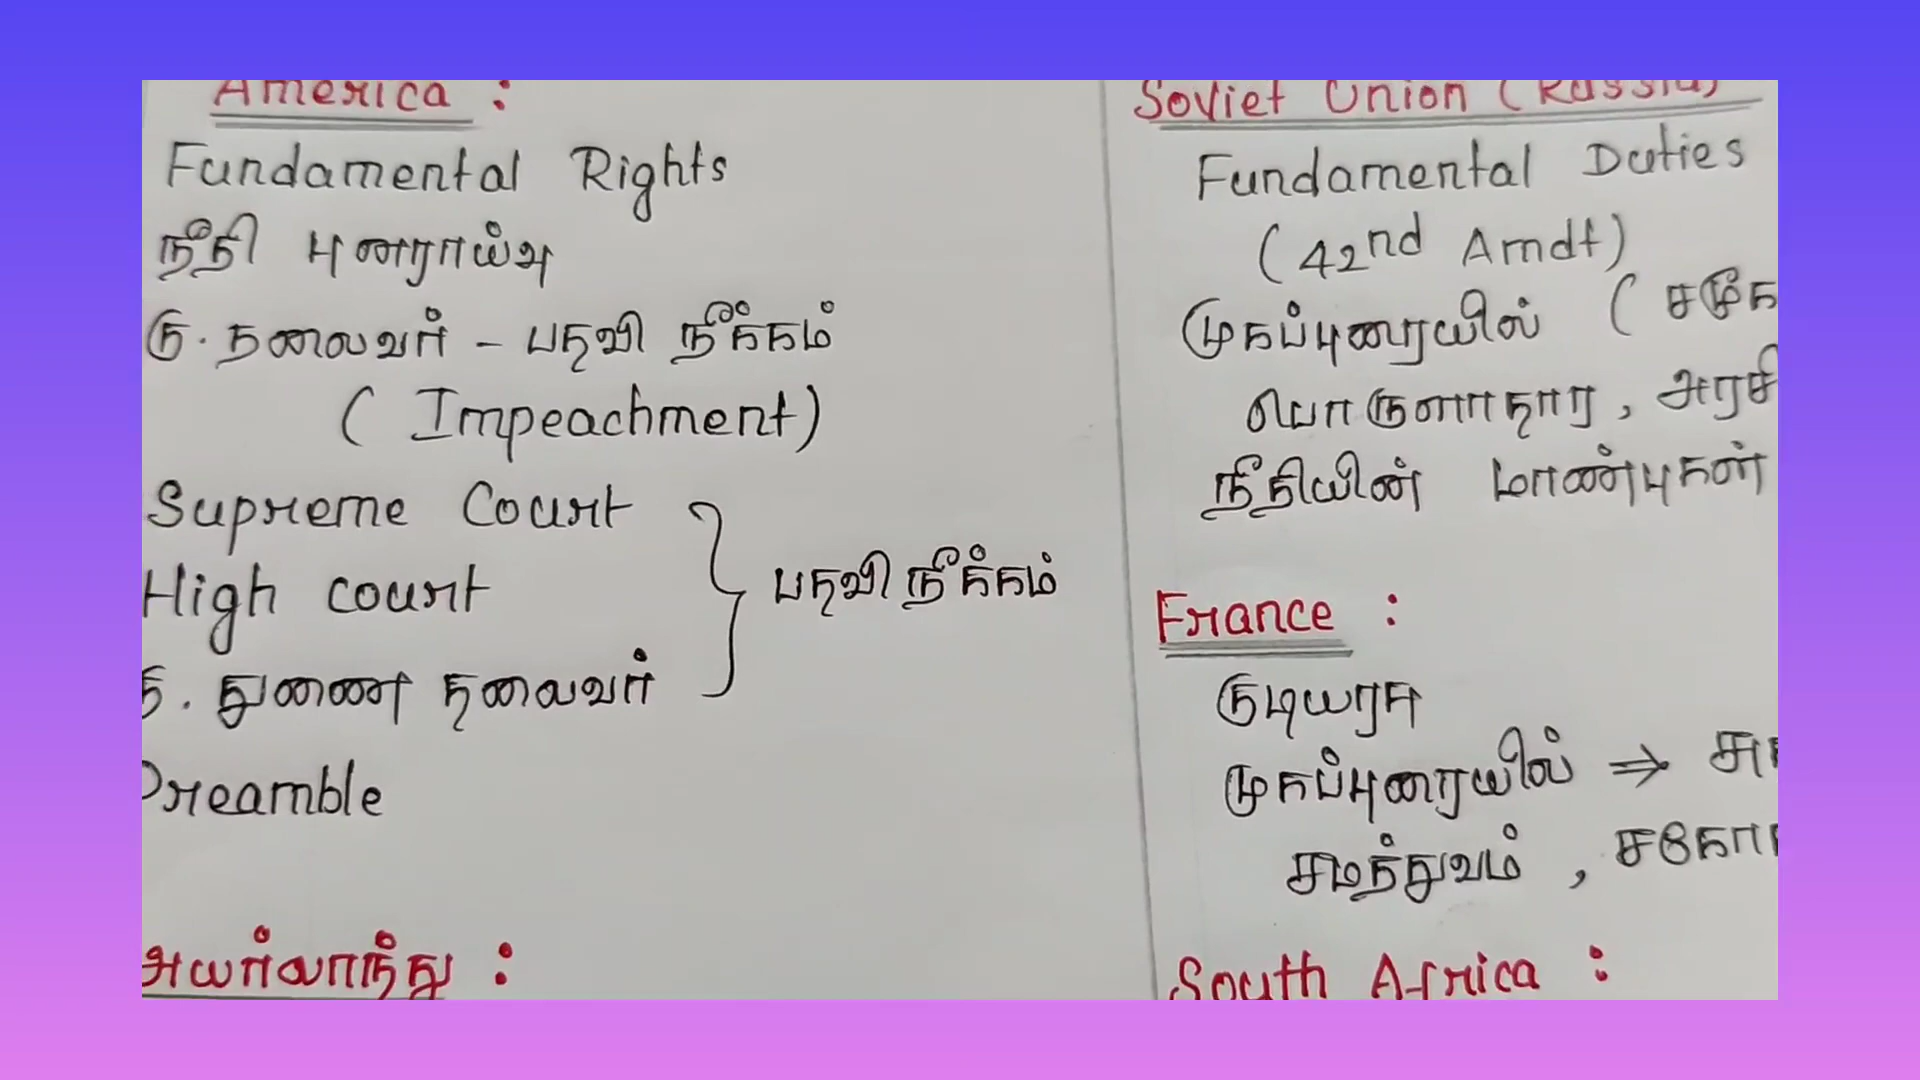 America :
Fundamental Rights
நீதி புனராய்வு
கு. தலைவர் - பதவி நீக்கம்
( Impeachment)
Supreme Court
High court
பதவி நீக்கம்
கு. துணை தலைவர்
Preamble
அயர்லாந்து :
Soviet Union (Russia)
Fundamental Duties
(42nd Amdt)
முகப்புரையில் (
பொருளாதார,
நீதியின் மாண்புகள்
France :
குடியரசு
முகப்புரையில் ⇒
சமத்துவம் ,
South Africa :